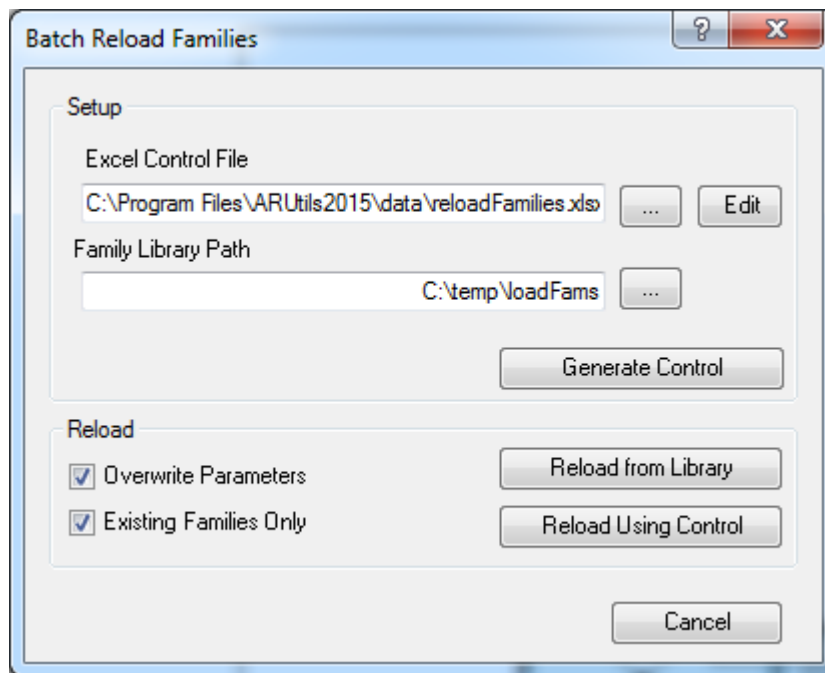 Batch Reload Families
?
X
Setup
Excel Control File
C:\Program Files\ARUtils2015\data\reloadFamilies.xlsx
...
Edit
Family Library Path
C:\temp\loadFams
...
Generate Control
Reload
Overwrite Parameters
Reload from Library
Existing Families Only
Reload Using Control
Cancel